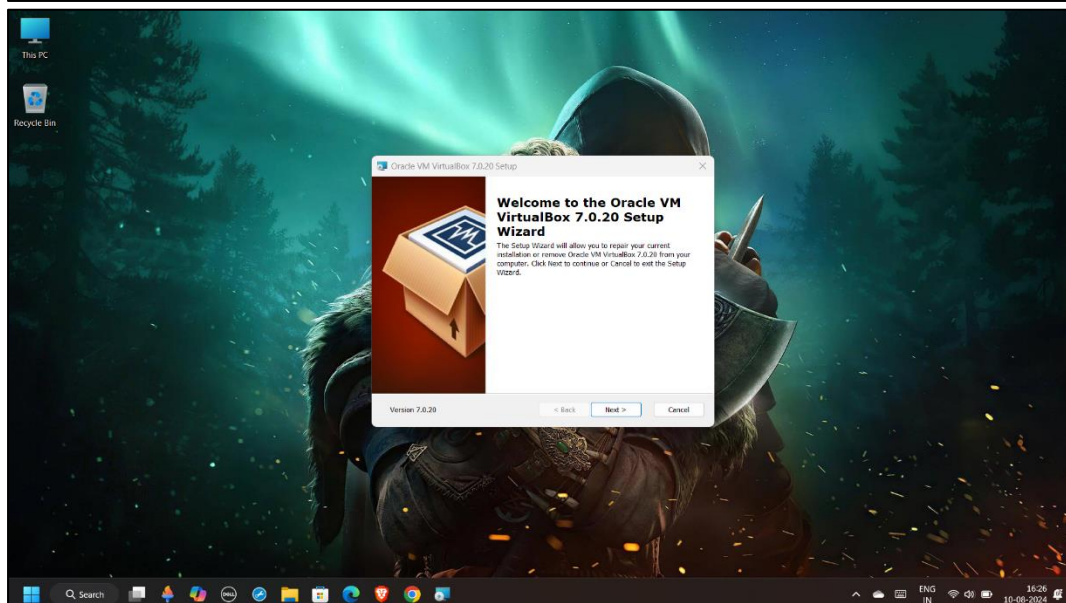 This PC
Recycle Bin
Oracle VM VirtualBox 7.0.20 Setup
Welcome to the Oracle VM
VirtualBox 7.0.20 Setup
Wizard
The Setup Wizard will allow you to repair your current
installation or remove Oracle VM VirtualBox 7.0.20 from your
computer. Click Next to continue or Cancel to exit the Setup
Wizard.
Version 7.0.20
< Back Next > Cancel
Search
DELL
ENG
IN
16:26
10-08-2024